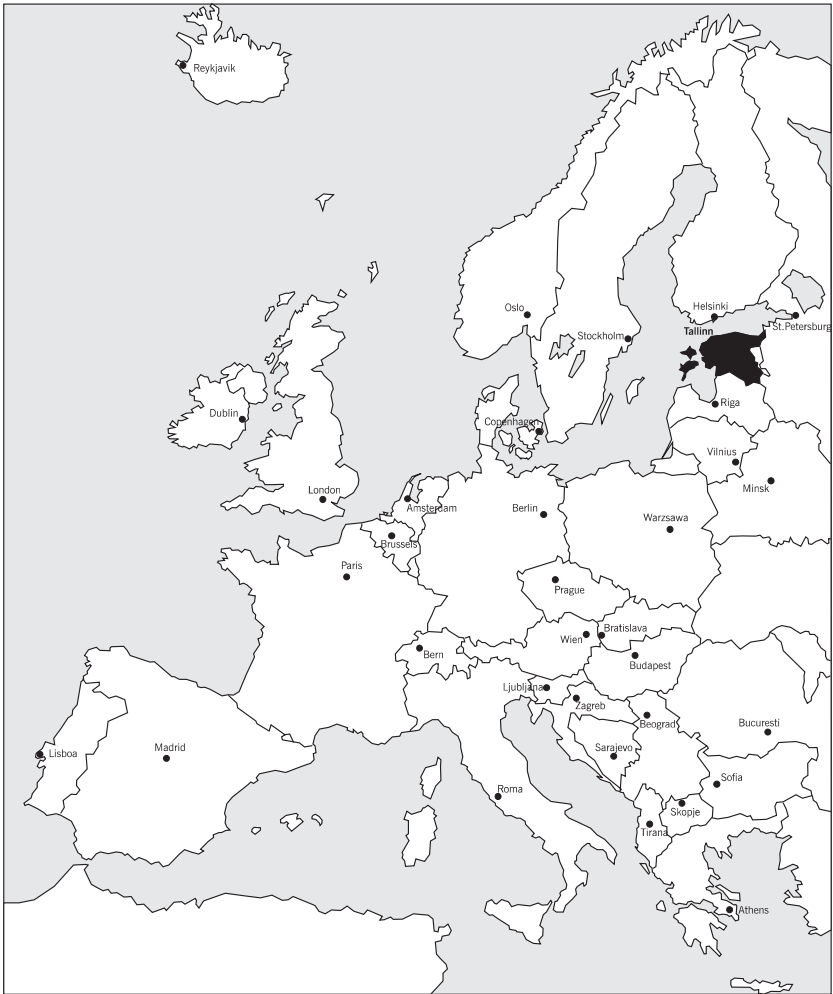 Reykjavik
Helsinki
Oslo
St.Petersburg
Tallinn
Stockholm
Riga
Dublin
Copenhagen
Vilnius
Minsk
London
Amsterdam
Berlin
Warzsawa
Brussels
Paris
Prague
Bratislava
Wien
Bern
Budapest
Ljubljana
Zagreb
Beograd
Bucuresti
Madrid
Sarajevo
Lisboa
Sofia
Roma
Skopje
Tirana
Athens